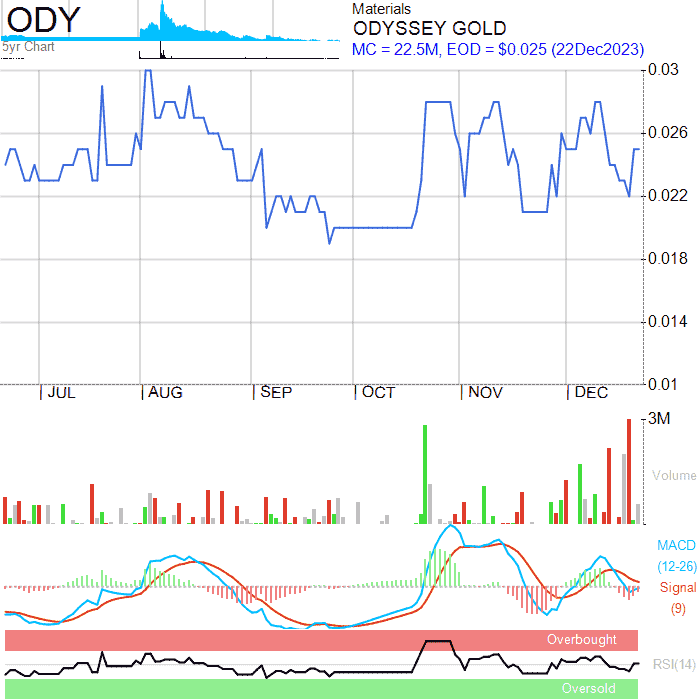 ODY
5yr Chart
Materials
ODYSSEY GOLD
MC = 22.5M, EOD = $0.025 (22Dec2023)
0.03
0.026
0.022
0.018
0.014
0.01
JUL
AUG
SEP
OCT
NOV
DEC
3M
Volume
MACD
(12-26)
Signal
(9)
Overbought
RSI(14)
Oversold